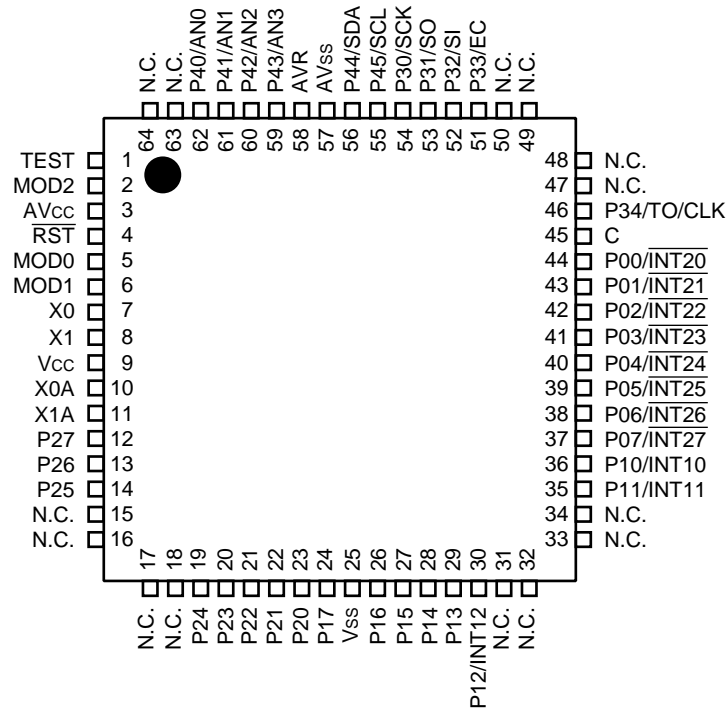 N.C.
N.C.
P40/AN0
P41/AN1
P42/AN2
P43/AN3
AVR
AVss
P44/SDA
P45/SCL
P30/SCK
P31/SO
P32/SI
P33/EC
N.C.
N.C.
64 63 62 61 60 59 58 57 56 55 54 53 52 51 50 49
TEST 1 48 N.C.
MOD2 2 47 N.C.
AVcc 3 46 P34/TO/CLK
RST 4 45 C
MOD0 5 44 P00/INT20
MOD1 6 43 P01/INT21
X0 7 42 P02/INT22
X1 8 41 P03/INT23
Vcc 9 40 P04/INT24
X0A 10 39 P05/INT25
X1A 11 38 P06/INT26
P27 12 37 P07/INT27
P26 13 36 P10/INT10
P25 14 35 P11/INT11
N.C. 15 34 N.C.
N.C. 16 33 N.C.
17 18 19 20 21 22 23 24 25 26 27 28 29 30 31 32
N.C.
N.C.
P24
P23
P22
P21
P20
P17
Vss
P16
P15
P14
P13
P12/INT12
N.C.
N.C.